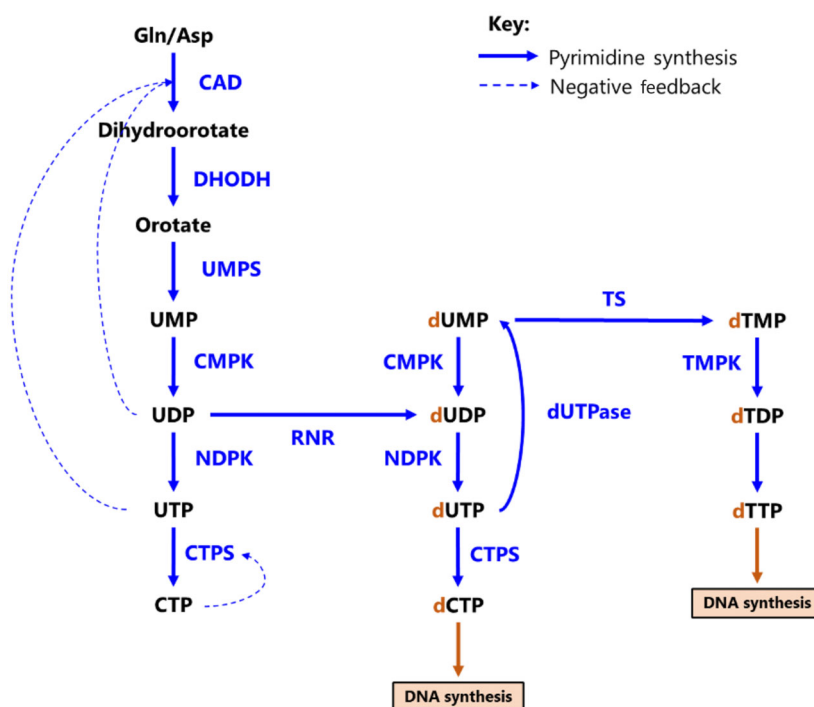 Key:
Pyrimidine synthesis
Negative feedback
Gln/Asp
CAD
Dihydroorotate
DHODH
Orotate
UMPS
UMP
dUMP
TS
dTMP
CMPK
CMPK
TMPK
UDP
RNR
dUDP
dUTPase
dTDP
NDPK
NDPK
UTP
dUTP
dTTP
CTPS
CTPS
CTP
dCTP
DNA synthesis
DNA synthesis